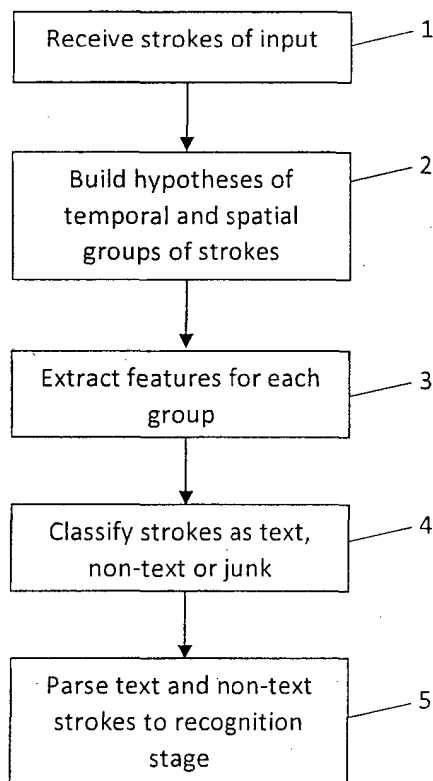 Receive strokes of input
1
Build hypotheses of
temporal and spatial
groups of strokes
2
Extract features for each
group
3
Classify strokes as text,
non-text or junk
4
Parse text and non-text
strokes to recognition
stage
5